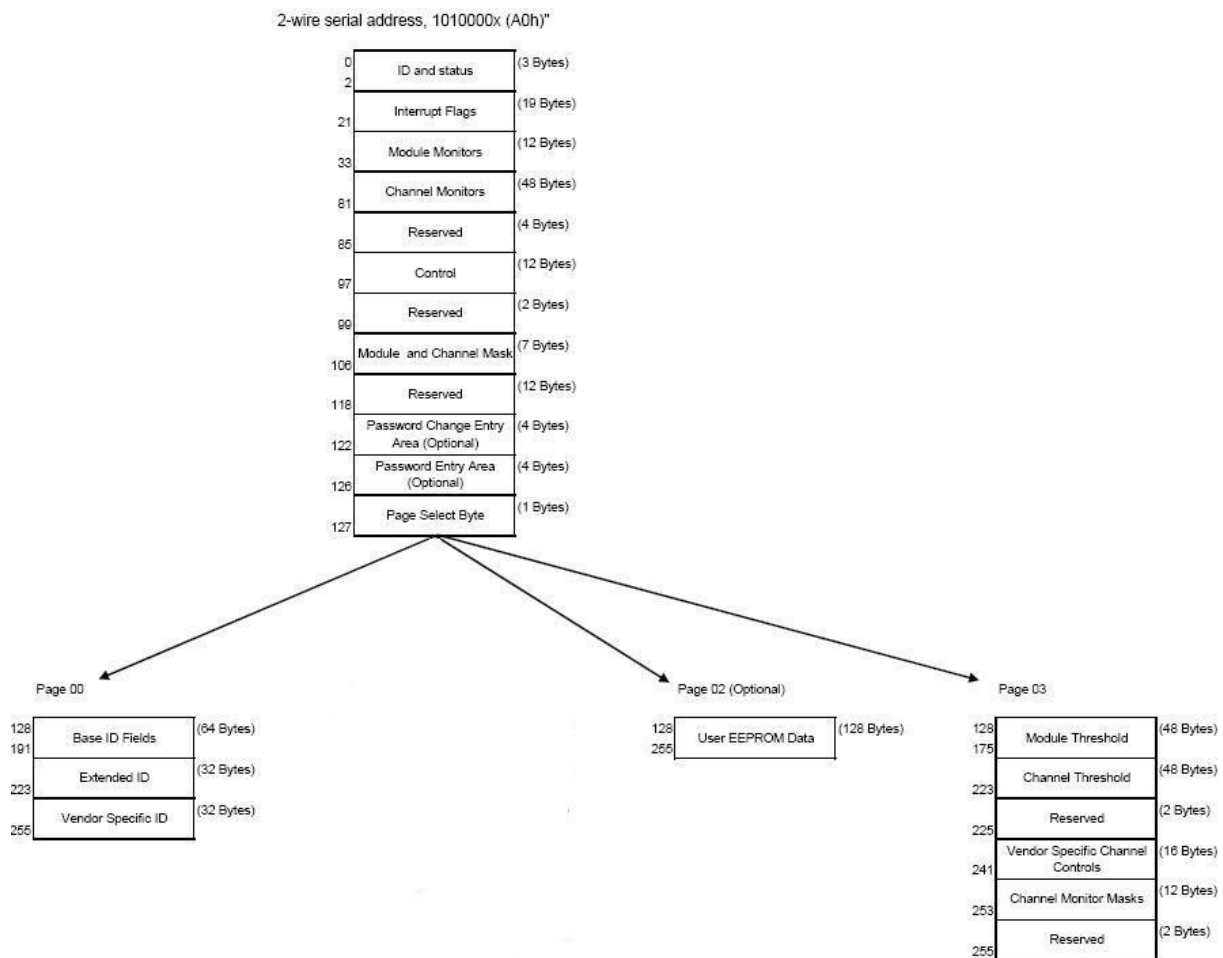 2-wire serial address, 1010000x (A0h)"
0
2
ID and status
(3 Bytes)
21
Interrupt Flags
(19 Bytes)
33
Module Monitors
(12 Bytes)
81
Channel Monitors
(48 Bytes)
85
Reserved
(4 Bytes)
97
Control
(12 Bytes)
99
Reserved
(2 Bytes)
106
Module and Channel Mask
(7 Bytes)
118
Reserved
(12 Bytes)
122
Password Change Entry
Area (Optional)
(4 Bytes)
126
Password Entry Area
(Optional)
(4 Bytes)
127
Page Select Byte
(1 Bytes)
Page 00
128
191
Base ID Fields
(64 Bytes)
223
Extended ID
(32 Bytes)
255
Vendor Specific ID
(32 Bytes)
Page 02 (Optional)
128
255
User EEPROM Data
(128 Bytes)
Page 03
128
175
Module Threshold
(48 Bytes)
223
Channel Threshold
(48 Bytes)
225
Reserved
(2 Bytes)
241
Vendor Specific Channel
Controls
(16 Bytes)
253
Channel Monitor Masks
(12 Bytes)
255
Reserved
(2 Bytes)